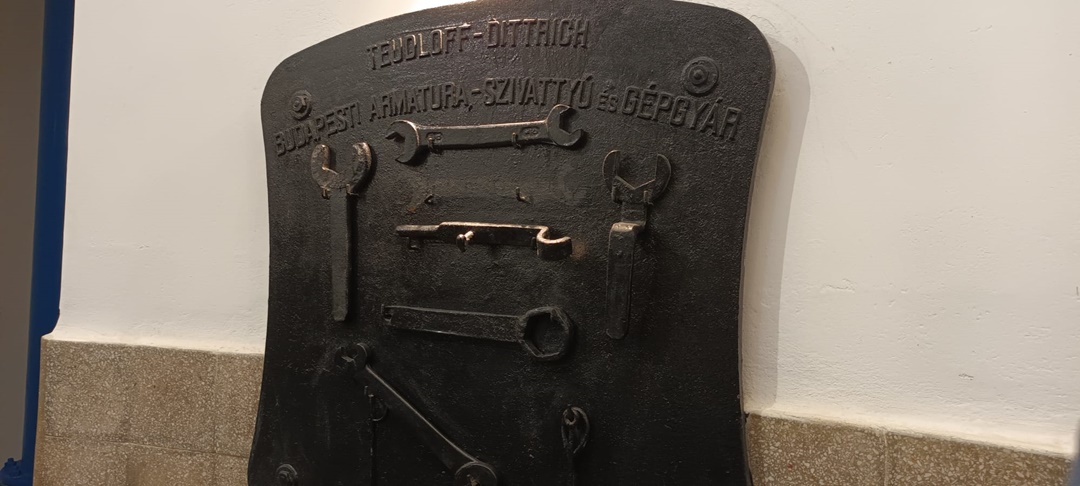 TEUDLOFF-DITTRICH
BUDAPESTI ARMATURA,-SZIVATTYÚ ÉS GÉPGYÁR